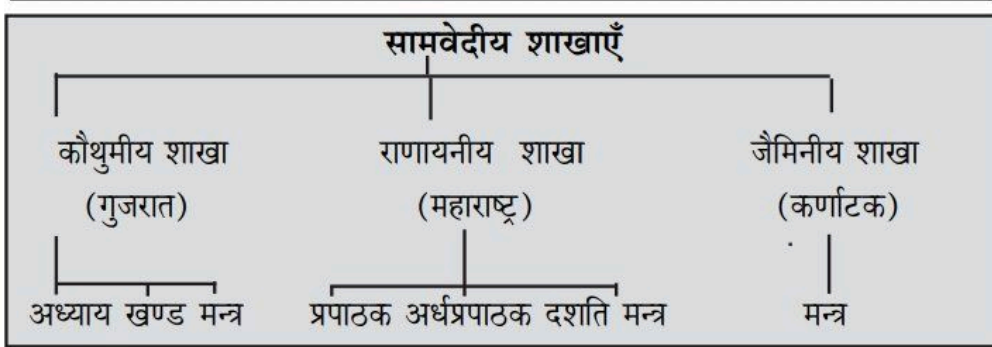 सामवेदीय शाखाएँ
कौथुमीय शाखा राणायनीय शाखा जैमिनीय शाखा
(गुजरात) (महाराष्ट्र) (कर्णाटक)
अध्याय खण्ड मन्त्र प्रपाठक अर्धप्रपाठक दशति मन्त्र मन्त्र